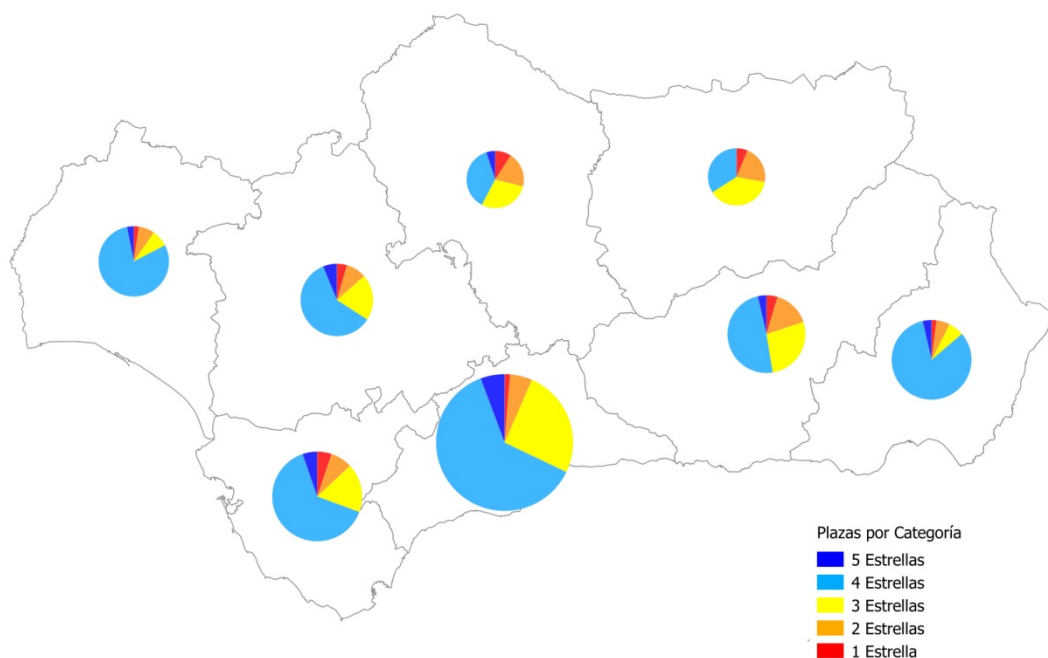 Plazas por Categoría
5 Estrellas
4 Estrellas
3 Estrellas
2 Estrellas
1 Estrella